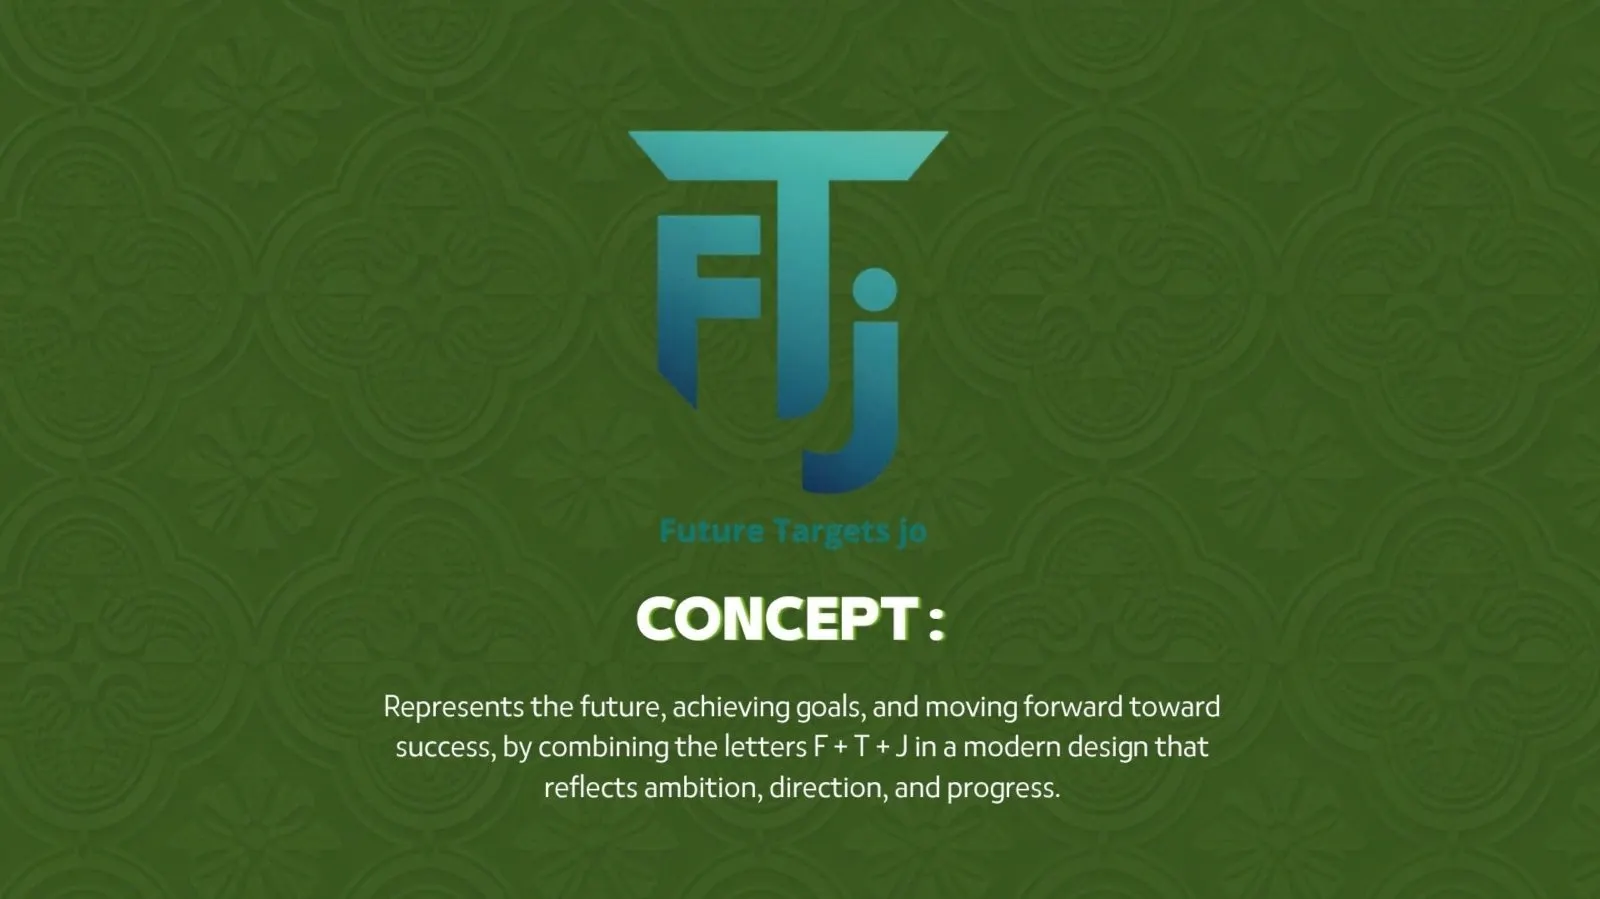 FTj
Future Targets jo
CONCEPT :
Represents the future, achieving goals, and moving forward toward
success, by combining the letters F + T + J in a modern design that
reflects ambition, direction, and progress.